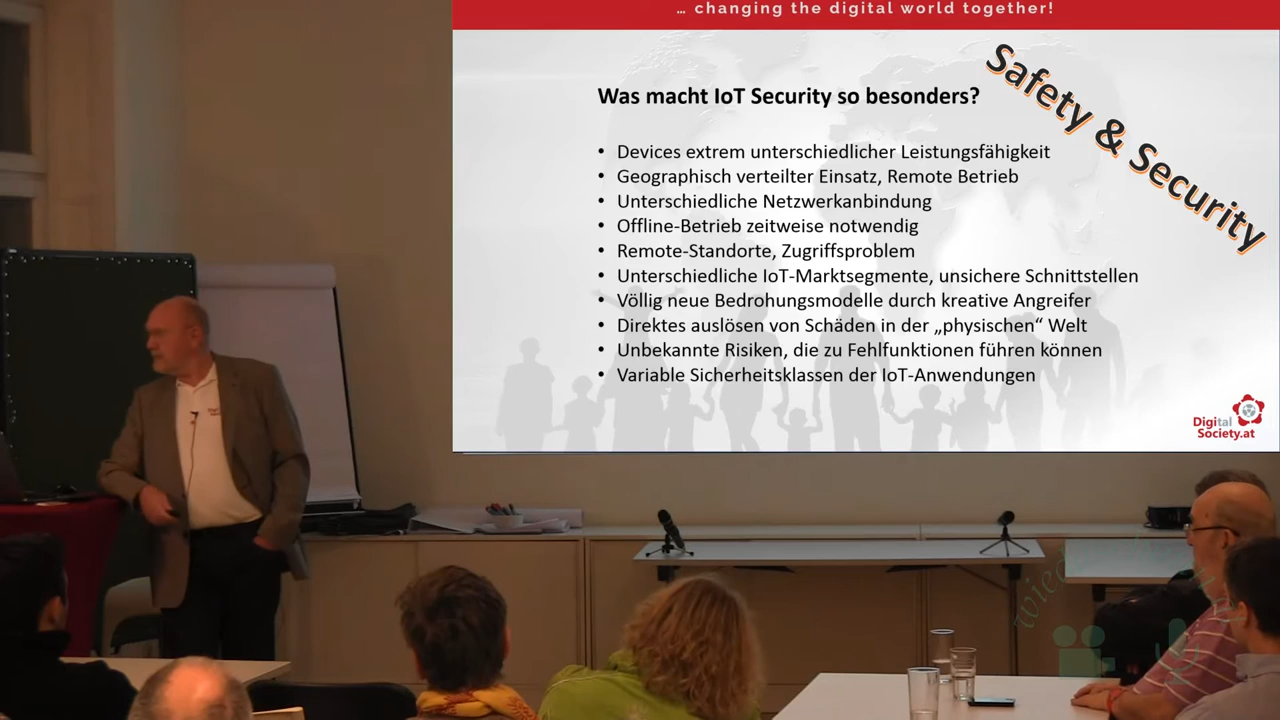 … changing the digital world together!
Safety & Security
Was macht IoT Security so besonders?
• Devices extrem unterschiedlicher Leistungsfähigkeit
• Geographisch verteilter Einsatz, Remote Betrieb
• Unterschiedliche Netzwerkanbindung
• Offline-Betrieb zeitweise notwendig
• Remote-Standorte, Zugriffsproblem
• Unterschiedliche IoT-Marktsegmente, unsichere Schnittstellen
• Völlig neue Bedrohungsmodelle durch kreative Angreifer
• Direktes auslösen von Schäden in der „physischen“ Welt
• Unbekannte Risiken, die zu Fehlfunktionen führen können
• Variable Sicherheitsklassen der IoT-Anwendungen
Digital
Society.at